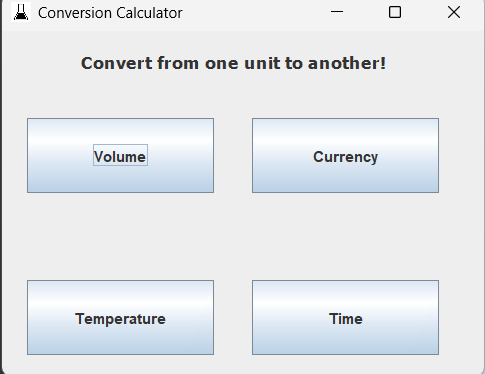 Conversion Calculator
Convert from one unit to another!
Volume
Currency
Temperature
Time